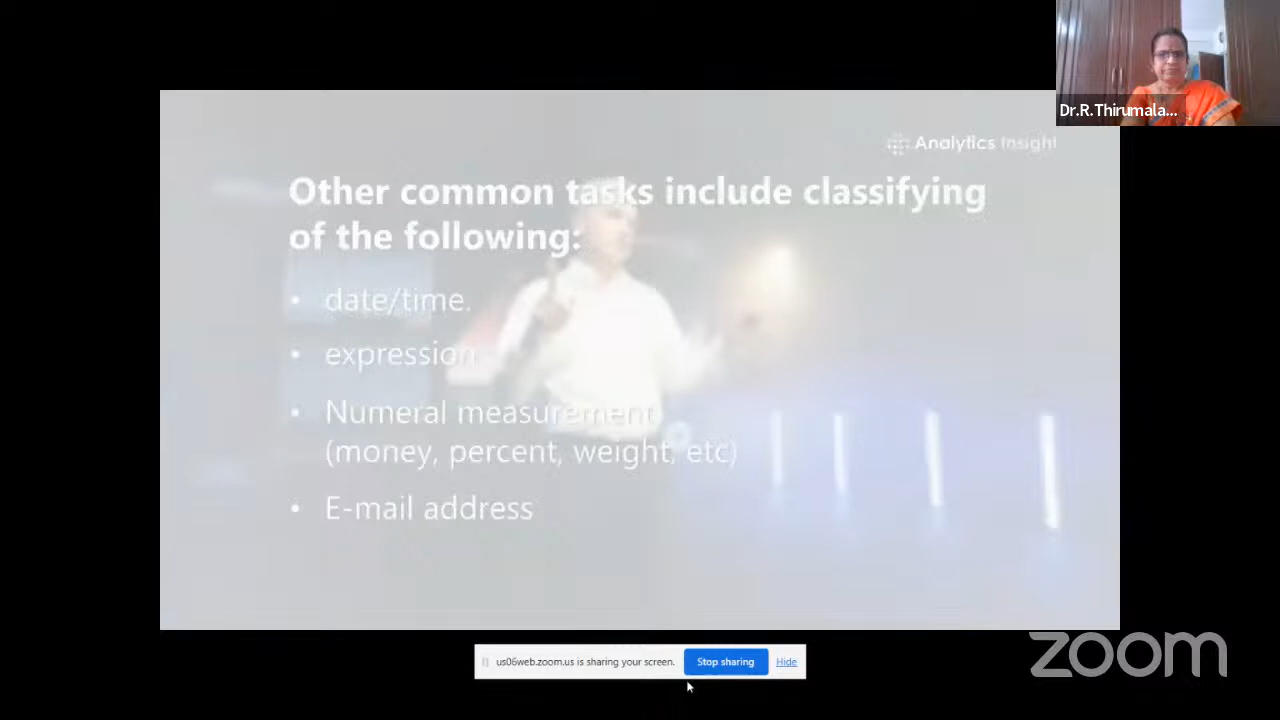 Dr.R.Thirumala...
Analytics Insight
Other common tasks include classifying
of the following:
• date/time.
• expression
• Numeral measurement
(money, percent, weight, etc)
• E-mail address
us06web.zoom.us is sharing your screen.
Stop sharing
Hide
zoom